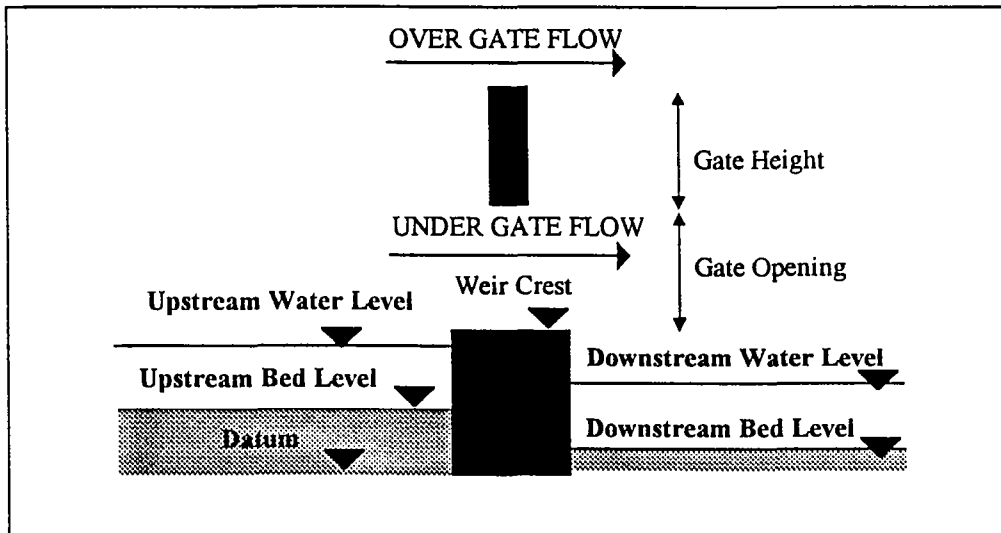 OVER GATE FLOW
Gate Height
UNDER GATE FLOW
Gate Opening
Weir Crest
Upstream Water Level
Downstream Water Level
Upstream Bed Level
Downstream Bed Level
Datum